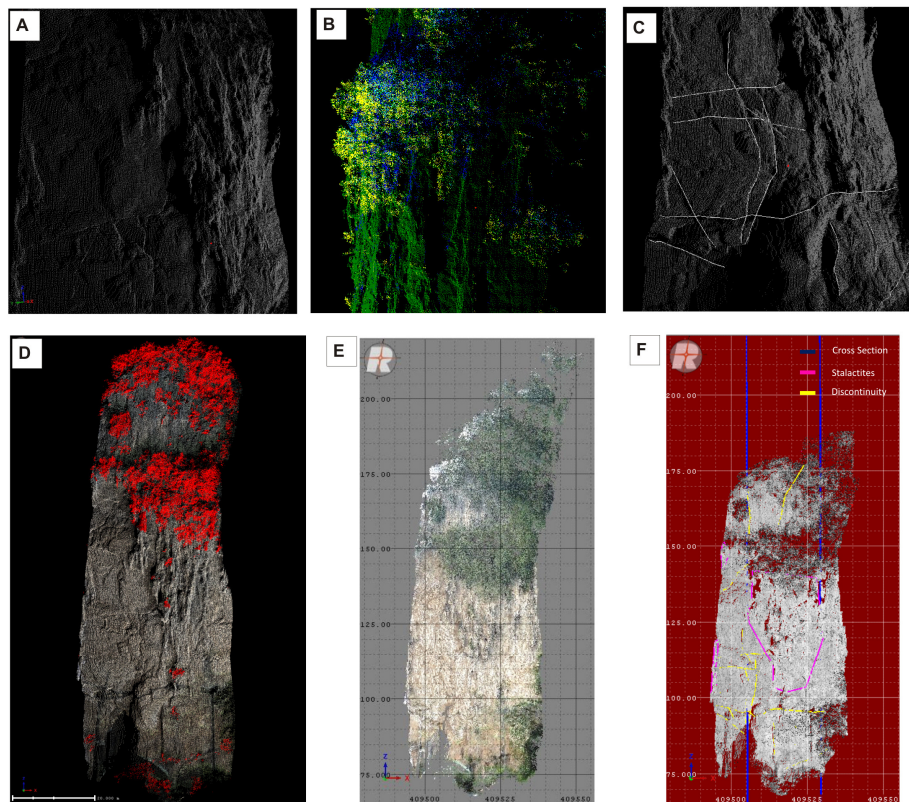 A
B
C
D
E
F
200.00
175.00
150.00
125.00
100.00
75.00
409500
409525
409550
Z
X
R
Cross Section
Stalactites
Discontinuity
200.00
175.00
150.00
125.00
100.00
75.00
409500
409525
409550
Z
X
R